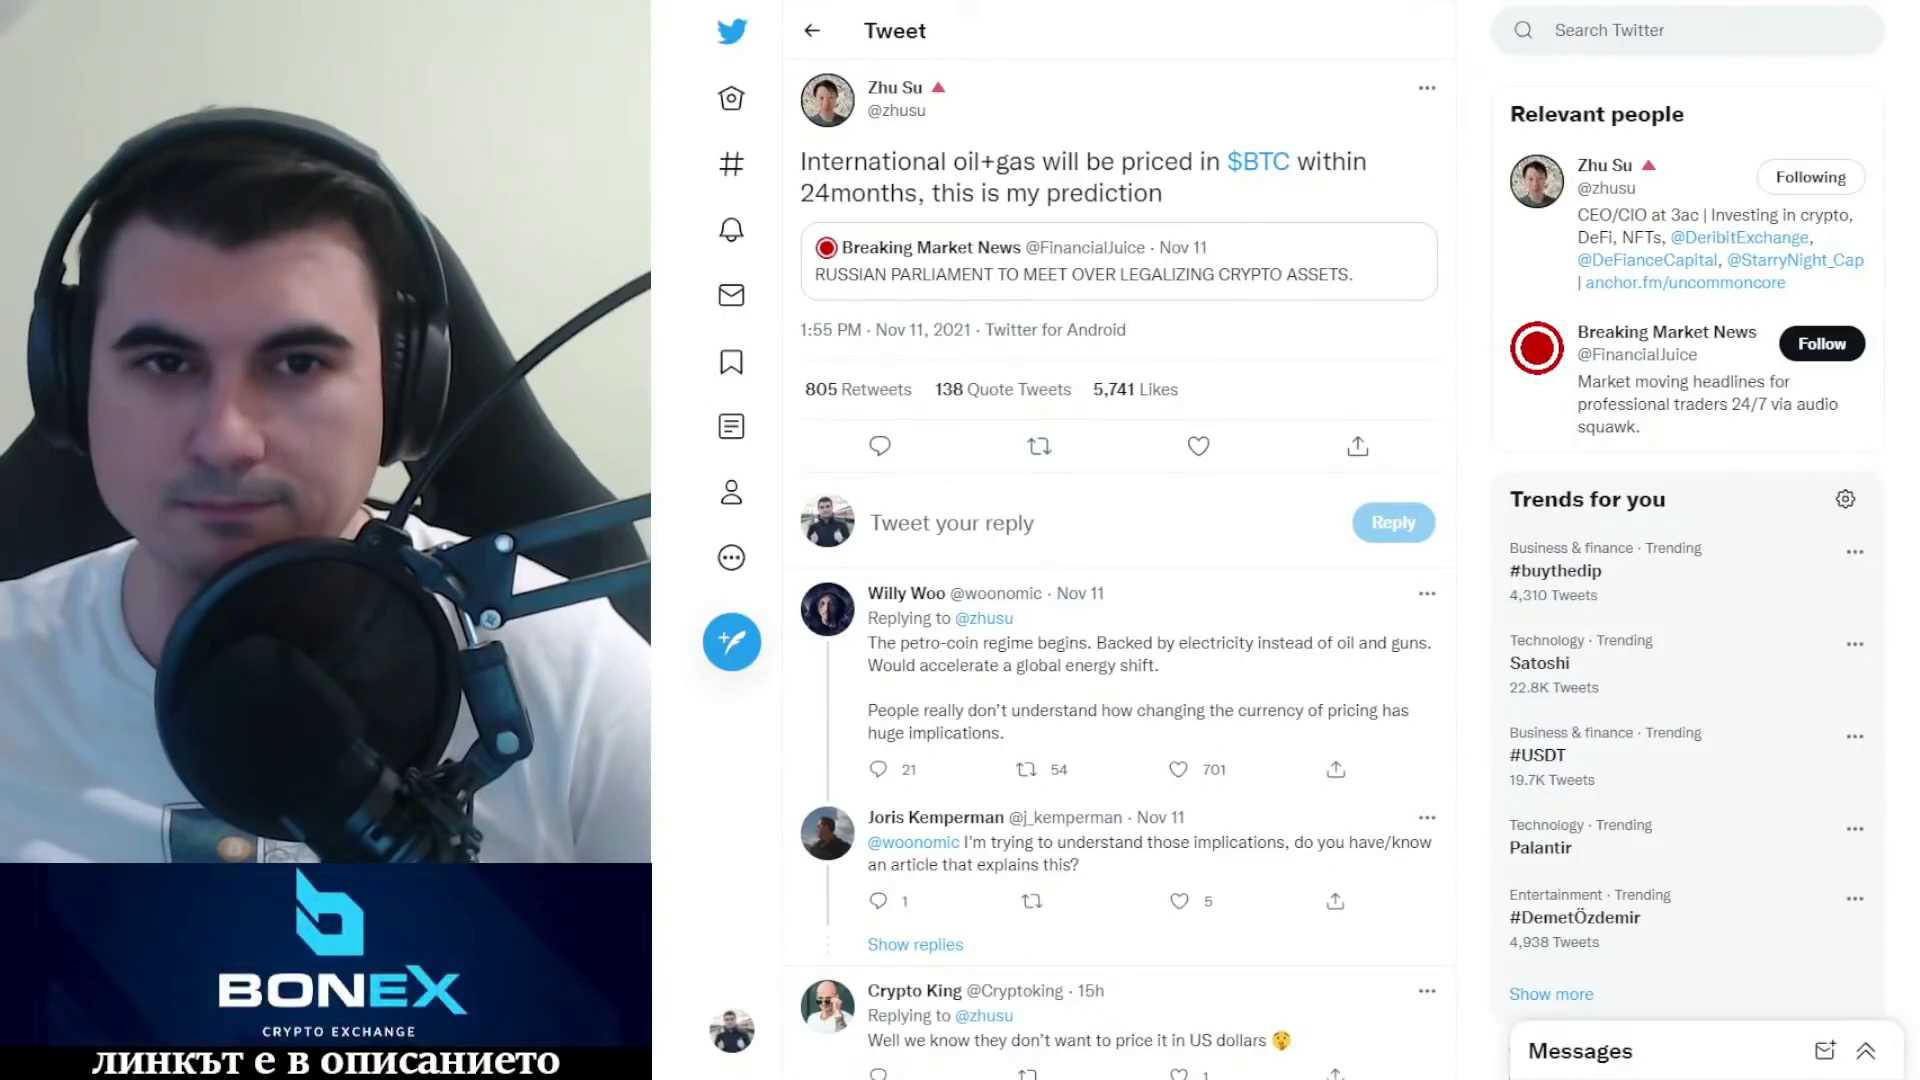 BONEX
CRYPTO EXCHANGE
линкът е в описанието
Tweet
Zhu Su
@zhusu
International oil+gas will be priced in $BTC within
24months, this is my prediction
Breaking Market News @FinancialJuice · Nov 11
RUSSIAN PARLIAMENT TO MEET OVER LEGALIZING CRYPTO ASSETS.
1:55 PM · Nov 11, 2021 · Twitter for Android
805 Retweets 138 Quote Tweets 5,741 Likes
Tweet your reply
Reply
Willy Woo @woonomic · Nov 11
Replying to @zhusu
The petro-coin regime begins. Backed by electricity instead of oil and guns.
Would accelerate a global energy shift.
People really don’t understand how changing the currency of pricing has
huge implications.
21 54 701
Joris Kemperman @j_kemperman · Nov 11
@woonomic I'm trying to understand those implications, do you have/know
an article that explains this?
1 5
Show replies
Crypto King @Cryptoking · 15h
Replying to @zhusu
Well we know they don’t want to price it in US dollars 🤫
1
Search Twitter
Relevant people
Zhu Su
@zhusu
Following
CEO/CIO at 3ac | Investing in crypto,
DeFi, NFTs, @DeribitExchange,
@DeFianceCapital, @StarryNight_Cap
| anchor.fm/uncommoncore
Breaking Market News
@FinancialJuice
Follow
Market moving headlines for
professional traders 24/7 via audio
squawk.
Trends for you
Business & finance · Trending
#buythedip
4,310 Tweets
Technology · Trending
Satoshi
22.8K Tweets
Business & finance · Trending
#USDT
19.7K Tweets
Technology · Trending
Palantir
Entertainment · Trending
#DemetÖzdemir
4,938 Tweets
Show more
Messages